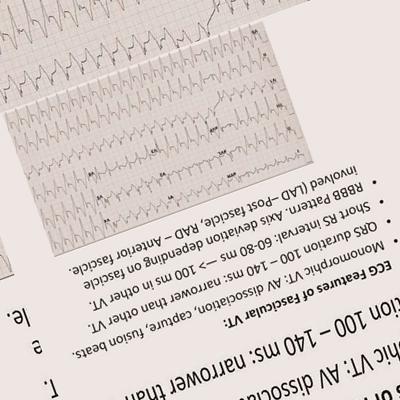 ECG Features of Fascicular VT:
Monomorphic VT: AV dissociation, capture, fusion beats.
QRS duration 100 – 140 ms: narrower than other VT
Short RS interval: 60-80 ms —> 100 ms in other VT.
RBBB Pattern. Axis deviation depending on fascicle
involved (LAD –Post fascicle, RAD – Anterior fascicle.
hic VT: AV dissocia
tion 100 – 140 ms: narrower than